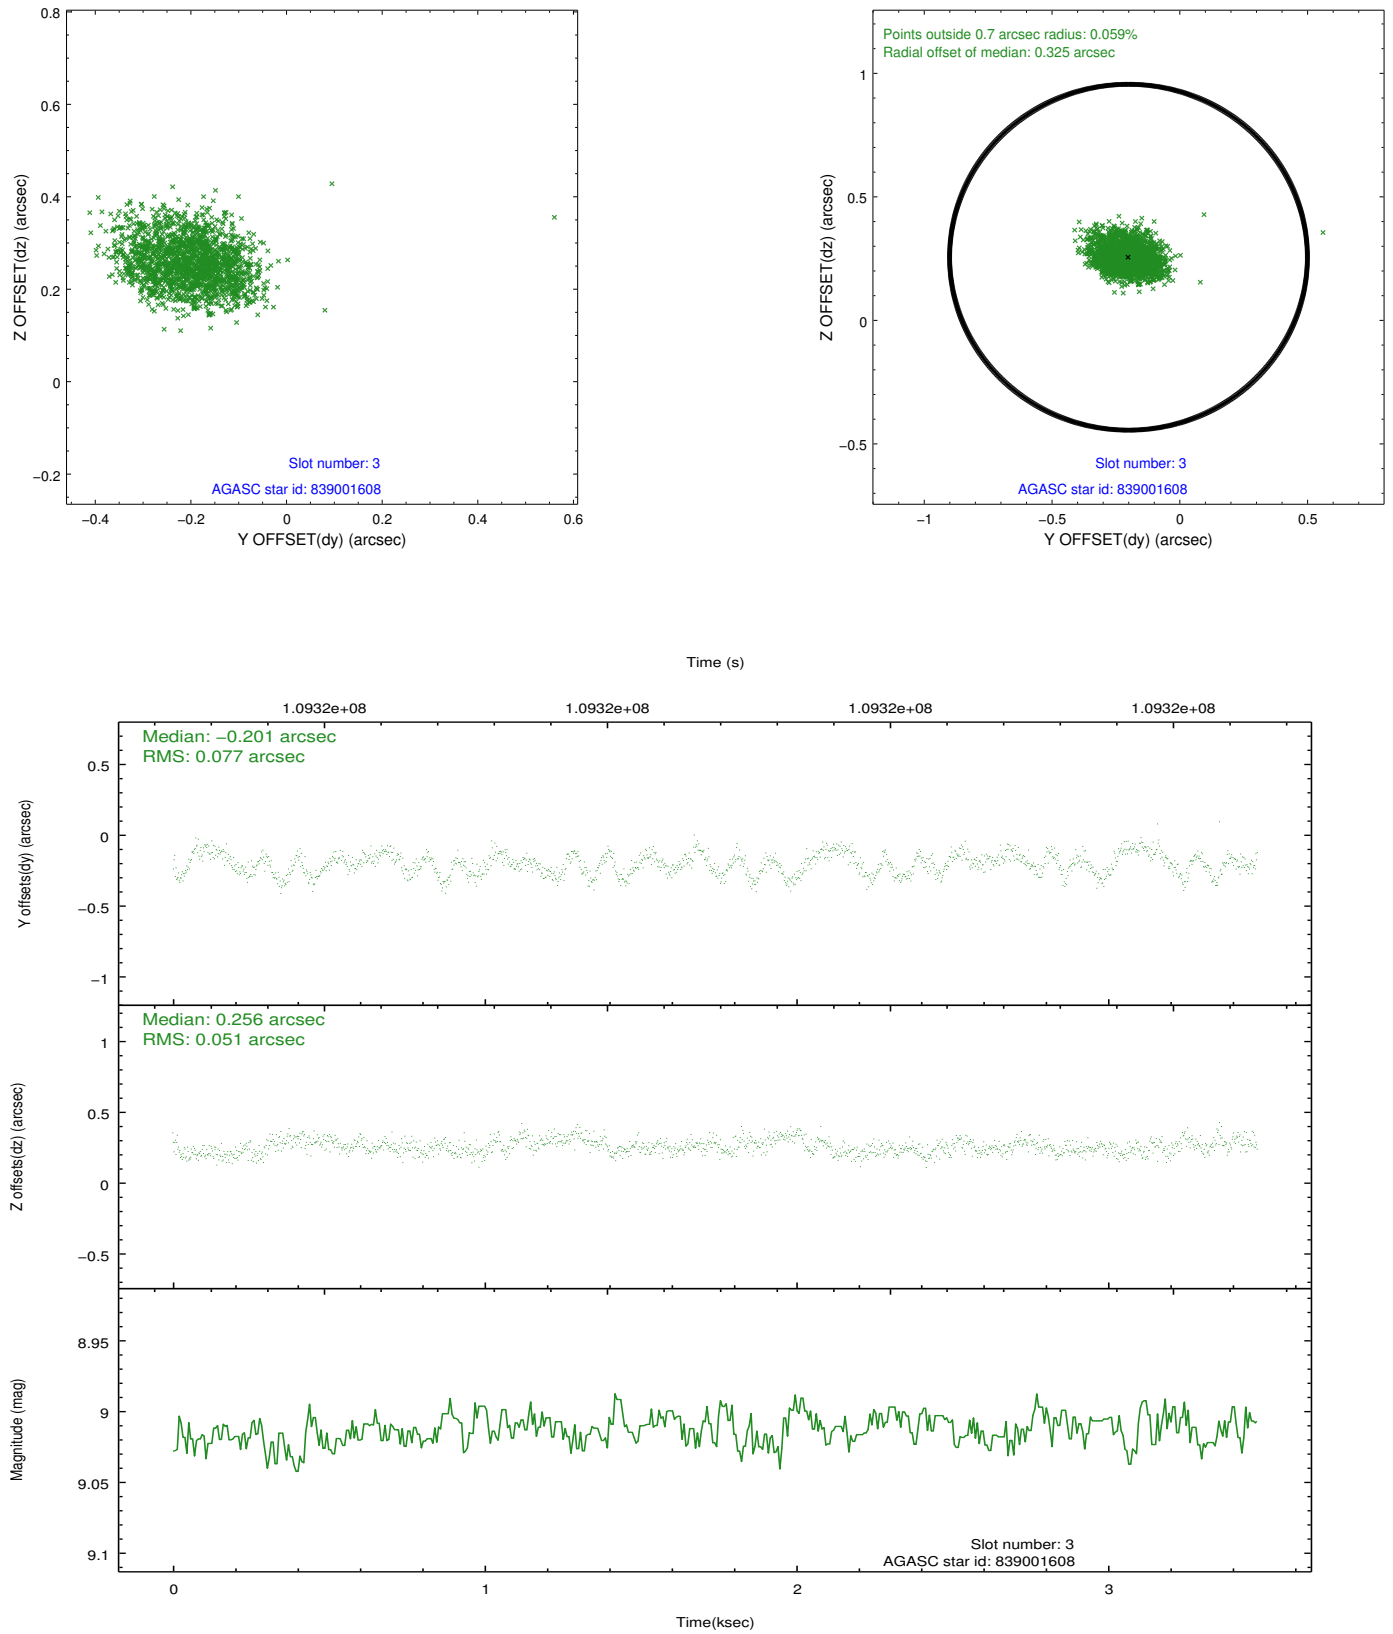 0.8
0.6
0.4
0.2
0
−0.2
Z OFFSET(dz) (arcsec)
−0.4
−0.2
0
0.2
0.4
0.6
Y OFFSET(dy) (arcsec)
Slot number: 3
AGASC star id: 839001608
Points outside 0.7 arcsec radius: 0.059%
Radial offset of median: 0.325 arcsec
1
0.5
0
−0.5
Z OFFSET(dz) (arcsec)
Slot number: 3
AGASC star id: 839001608
−1
−0.5
0
0.5
Y OFFSET(dy) (arcsec)
Time (s)
1.0932e+08
1.0932e+08
1.0932e+08
1.0932e+08
Median: −0.201 arcsec
RMS: 0.077 arcsec
0.5
0
−0.5
−1
Y offsets(dy) (arcsec)
Median: 0.256 arcsec
RMS: 0.051 arcsec
1
0.5
0
−0.5
Z offsets(dz) (arcsec)
8.95
9
9.05
9.1
Magnitude (mag)
Slot number: 3
AGASC star id: 839001608
0
1
2
3
Time(ksec)